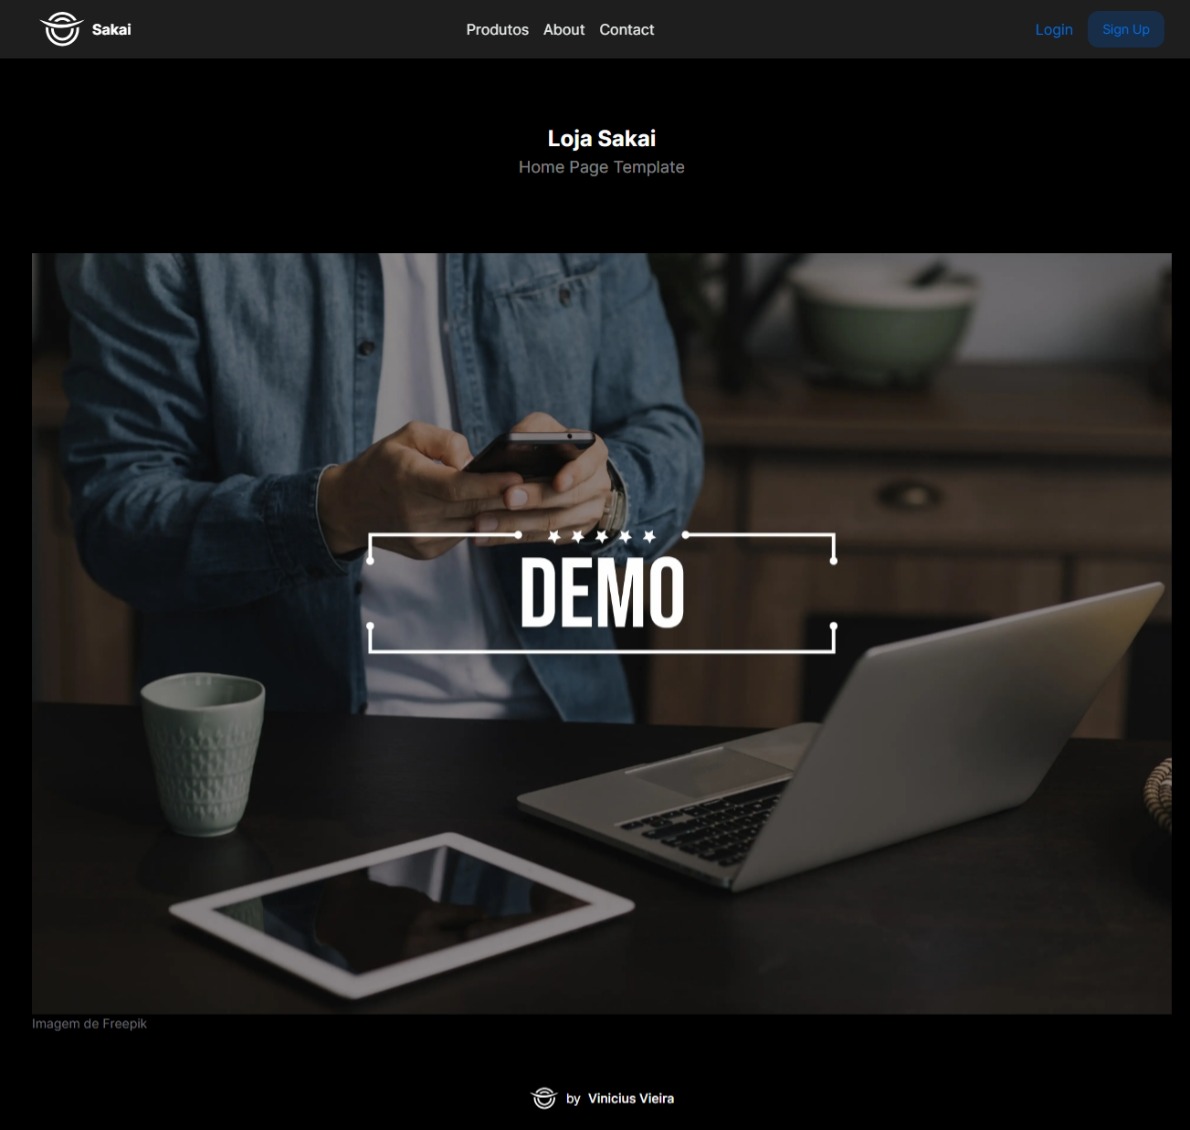 Sakai
Produtos About Contact
Login Sign Up
Loja Sakai
Home Page Template
DEMO
Imagem de Freepik
by Vinicius Vieira